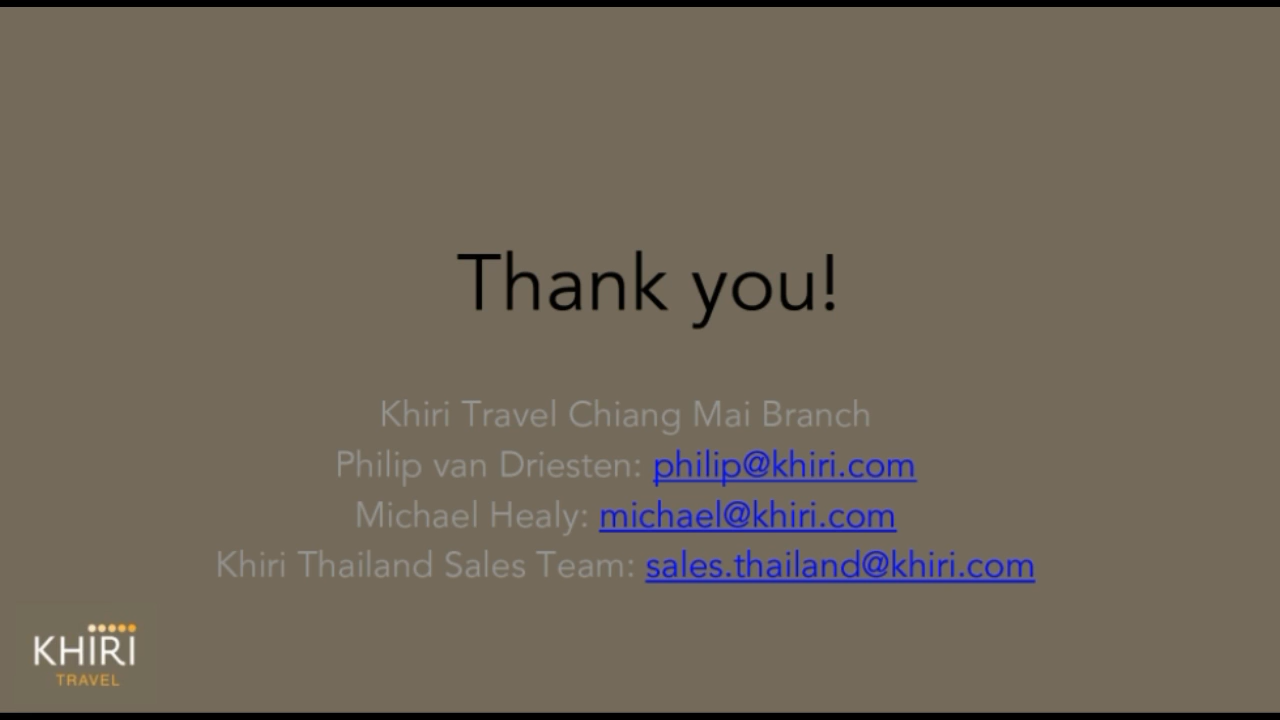 Thank you!
Khiri Travel Chiang Mai Branch
Philip van Driesten: philip@khiri.com
Michael Healy: michael@khiri.com
Khiri Thailand Sales Team: sales.thailand@khiri.com
KHIRI
TRAVEL